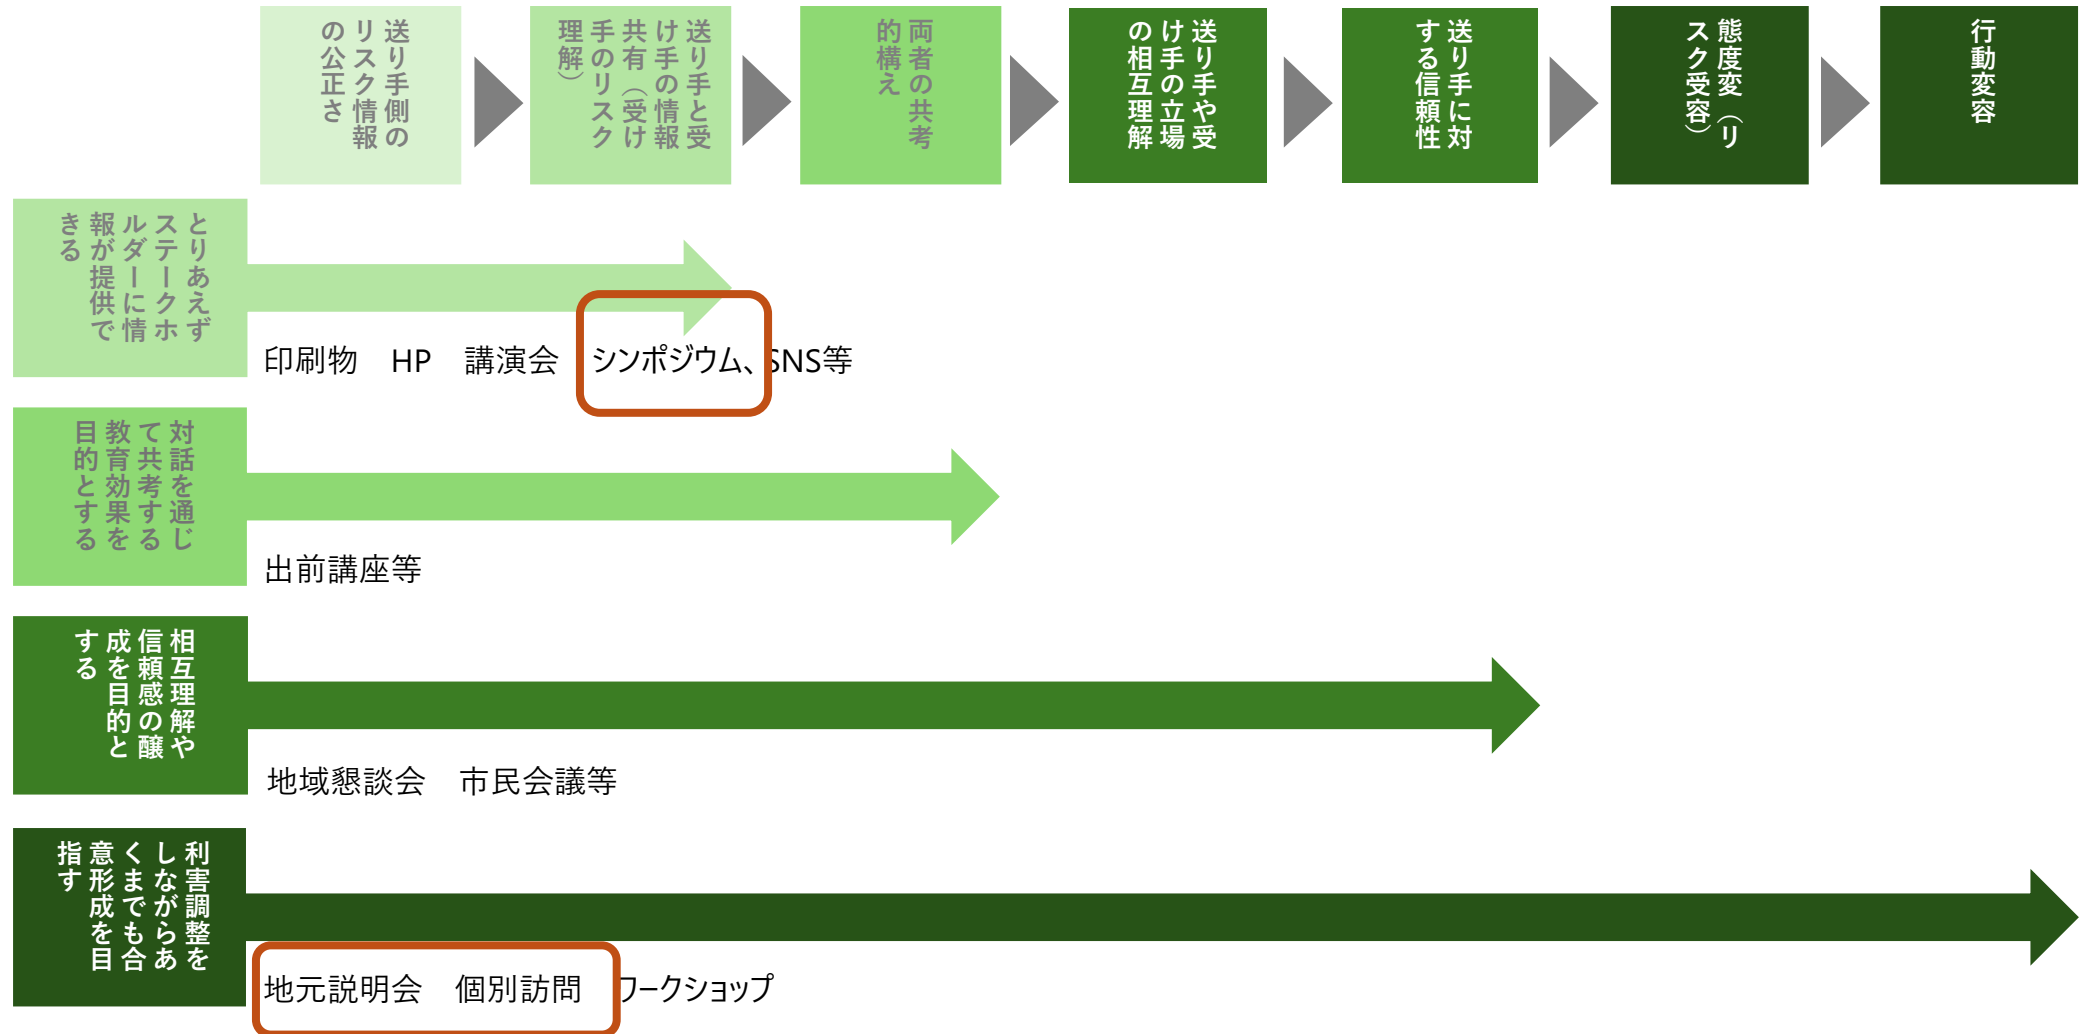 送り手側の
リスク情報
の公正さ
送り手と受
け手の情報
共有（受け
手のリスク
理解）
両者の共考
的構え
送り手や受
け手の立場
の相互理解
送り手に対
する信頼性
態度変（リ
スク受容）
行動変容
とりあえず
ステークホ
ルダーに情
報が提供で
きる
印刷物　HP　講演会　シンポジウム、SNS等
対話を通じ
て共考する
教育効果を
目的とする
出前講座等
相互理解や
信頼感の醸
成を目的と
する
地域懇談会　市民会議等
利害調整を
しながらあ
くまでも合
意形成を目
指す
地元説明会　個別訪問　ワークショップ